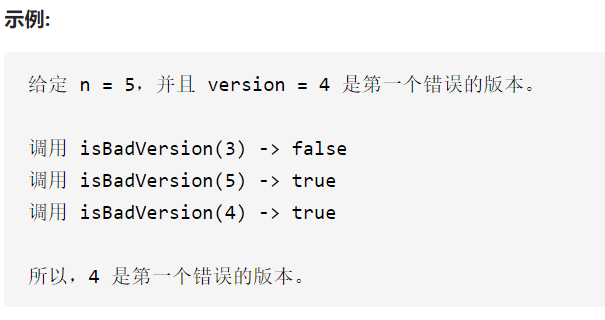 示例:
给定 n = 5，并且 version = 4 是第一个错误的版本。
调用 isBadVersion(3) -> false
调用 isBadVersion(5) -> true
调用 isBadVersion(4) -> true
所以，4 是第一个错误的版本。